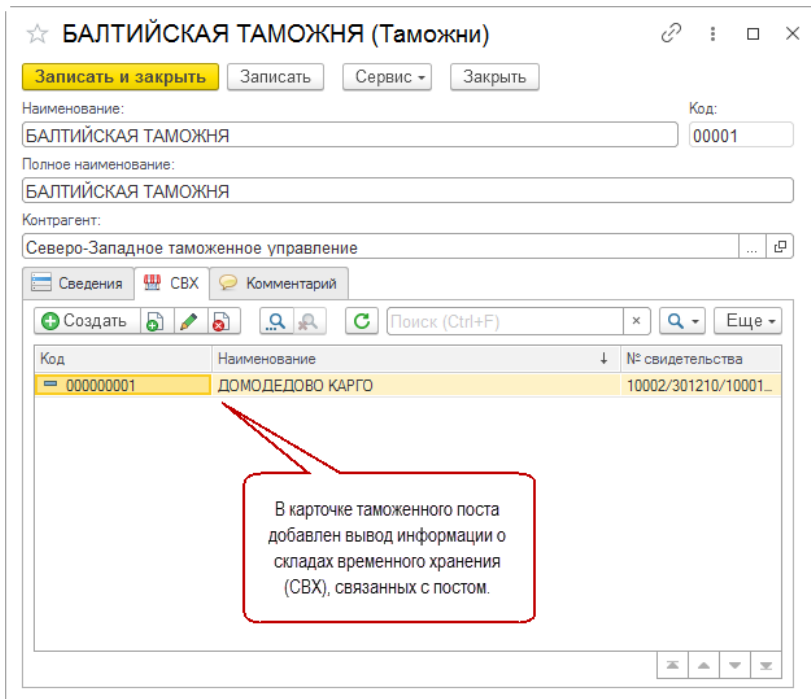 БАЛТИЙСКАЯ ТАМОЖНЯ (Таможни)
Записать и закрыть Записать Сервис Закрыть
Наименование: Код:
БАЛТИЙСКАЯ ТАМОЖНЯ 00001
Полное наименование:
БАЛТИЙСКАЯ ТАМОЖНЯ
Контрагент:
Северо-Западное таможенное управление ...
Сведения СВХ Комментарий
Создать Поиск (Ctrl+F) × Еще
Код Наименование ↓ № свидетельства
000000001 ДОМОДЕДОВО КАРГО 10002/301210/10001...
В карточке таможенного поста
добавлен вывод информации о
складах временного хранения
(СВХ), связанных с постом.